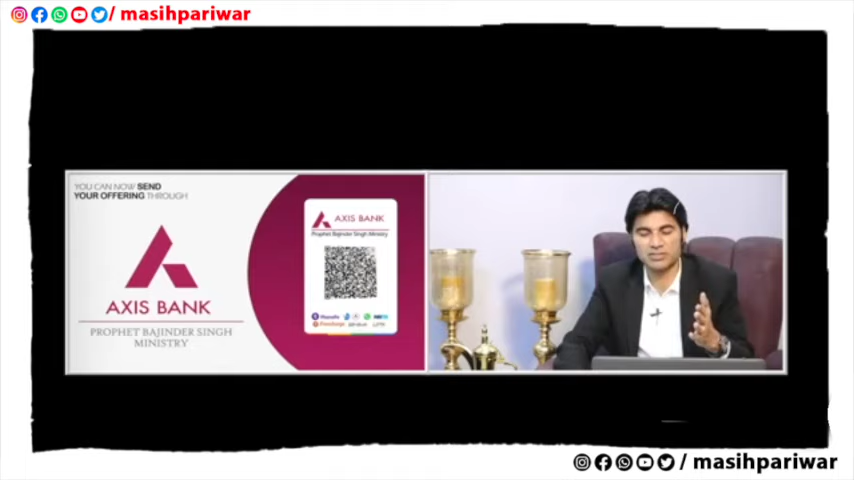 / masihpariwar
YOU CAN NOW SEND
YOUR OFFERING THROUGH
AXIS BANK
PROPHET BAJINDER SINGH
MINISTRY
AXIS BANK
Prophet Bajinder Singh Ministry
/ masihpariwar